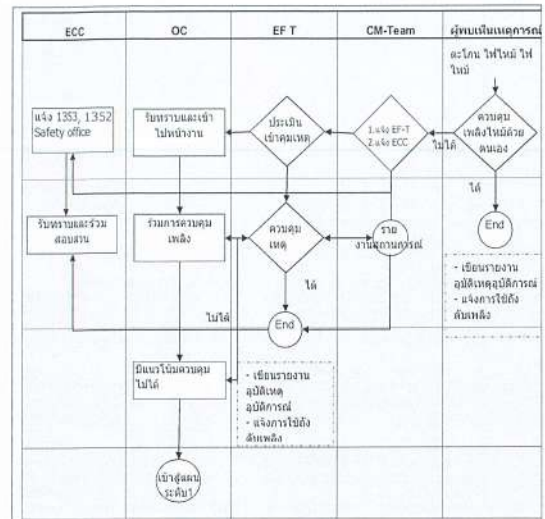 ECC
OC
EF T
CM-Team
ผู้พบเห็นเหตุการณ์
ตะโกน ไฟไหม้ ไฟ
ไหม้
แจ้ง 1353, 1352
Safety office
รับทราบและเข้า
ไปหน้างาน
ประเมิน
เข้าคุมเหตุ
1.แจ้ง EF-T
2.แจ้ง ECC
ควบคุม
เพลิงไหม้ด้วย
ตนเอง
ไม่ได้
ได้
End
รับทราบและร่วม
สอบสวน
ร่วมการควบคุม
เพลิง
ควบคุม
เหตุ
ราย
งานสถานการณ์
- เขียนรายงาน
อุบัติเหตุอุบัติการณ์
- แจ้งการใช้ถัง
ดับเพลิง
ได้
ไม่ได้
End
มีแนวโน้มควบคุม
ไม่ได้
- เขียนรายงาน
อุบัติเหตุ
อุบัติการณ์
- แจ้งการใช้ถัง
ดับเพลิง
เข้าสู่แผน
ระดับ1